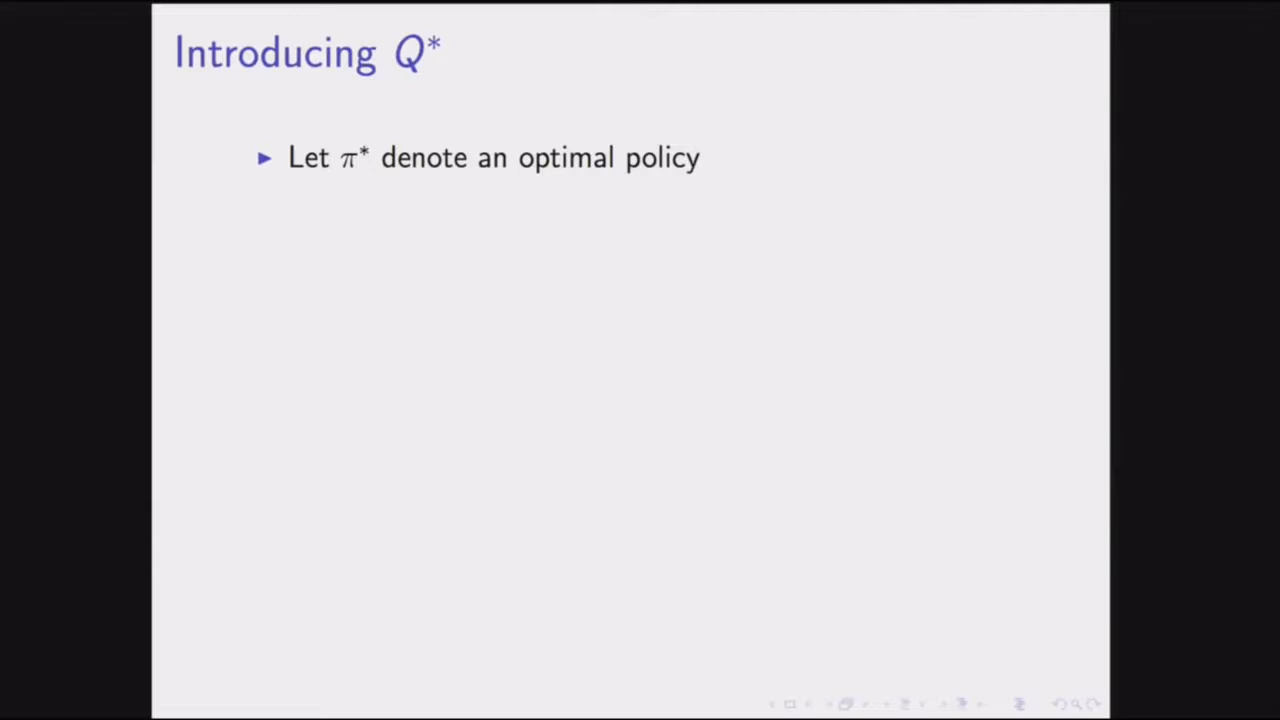 Introducing Q*
Let π* denote an optimal policy